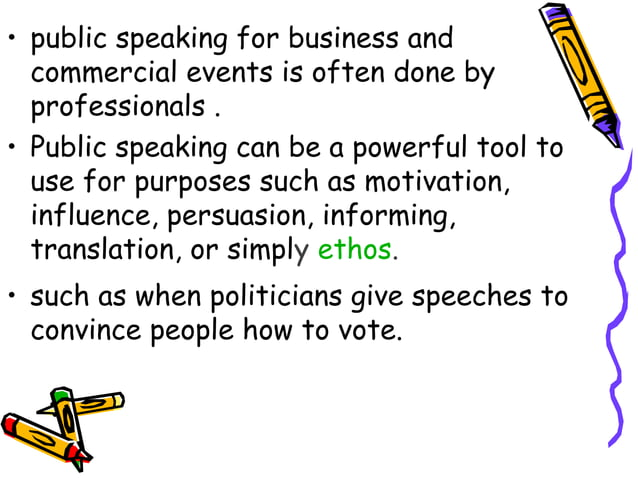 • public speaking for business and
commercial events is often done by
professionals .
• Public speaking can be a powerful tool to
use for purposes such as motivation,
influence, persuasion, informing,
translation, or simply ethos.
• such as when politicians give speeches to
convince people how to vote.